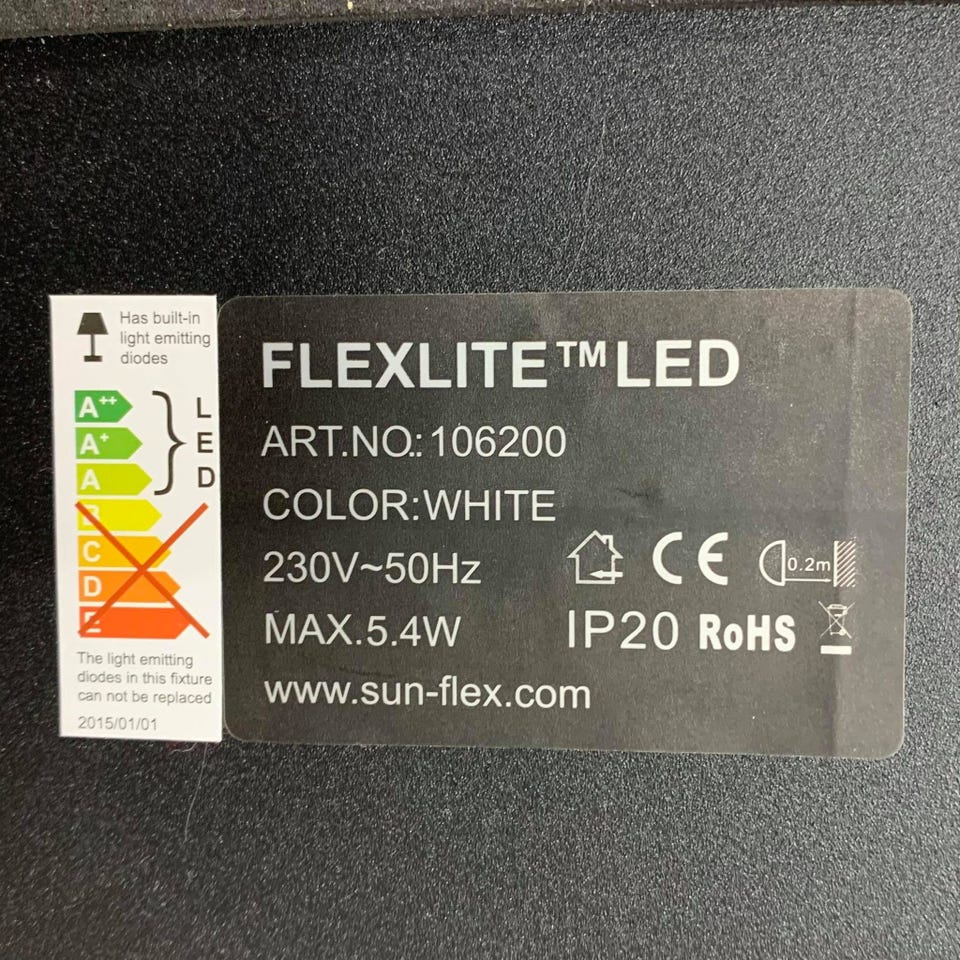 Has built-in
light emitting
diodes
A++
A+
A
B
C
D
E
L
E
D
The light emitting
diodes in this fixture
can not be replaced
2015/01/01
FLEXLITE™LED
ART.NO.:106200
COLOR:WHITE
230V~50Hz
CE
0.2m
MAX.5.4W
IP20 RoHS
www.sun-flex.com